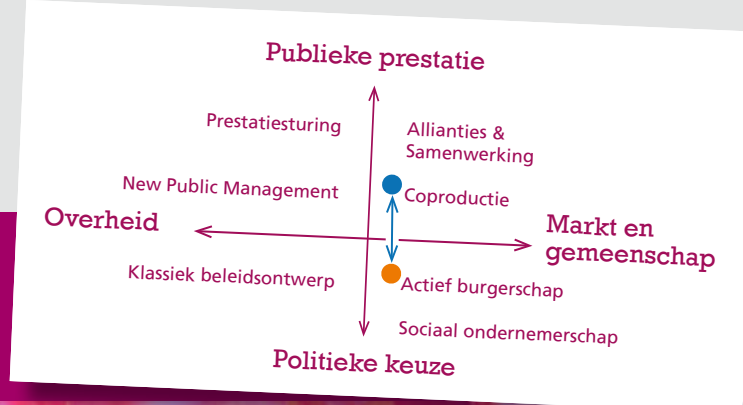 Publieke prestatie
Prestatiesturing
Allianties &
Samenwerking
New Public Management
Coproductie
Overheid
Markt en
gemeenschap
Klassiek beleidsontwerp
Actief burgerschap
Sociaal ondernemerschap
Politieke keuze